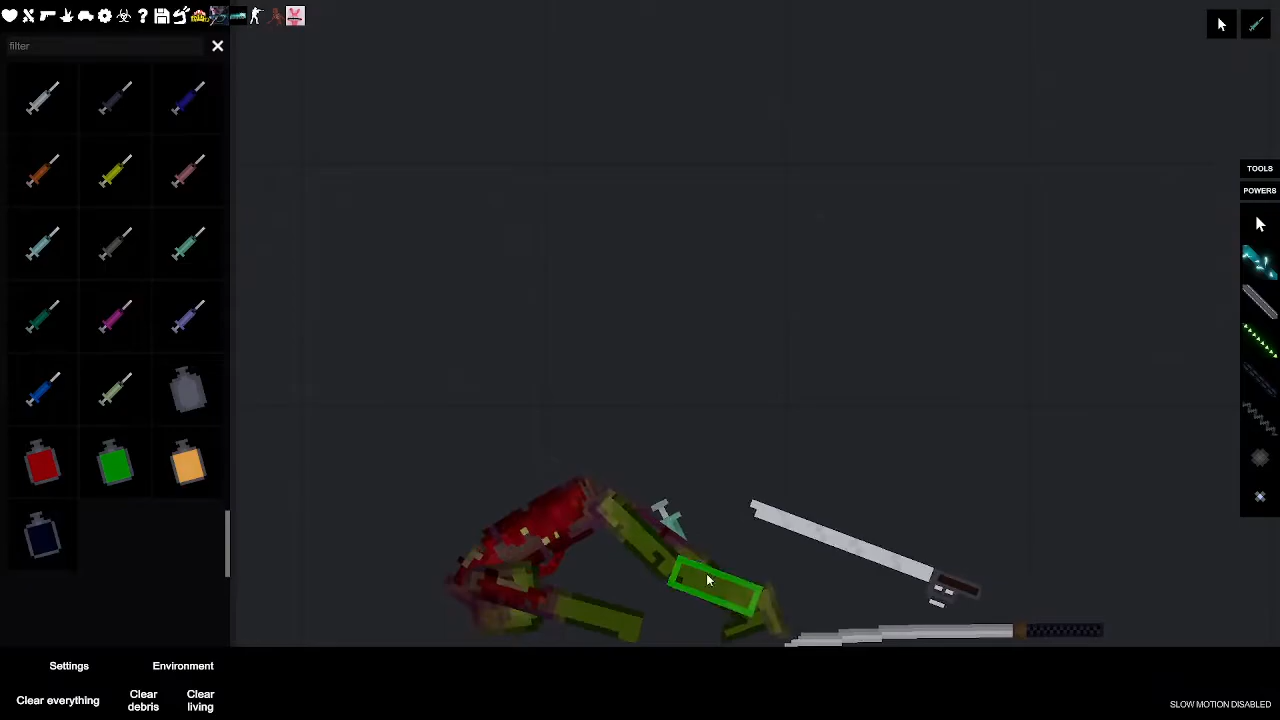 filter
TOOLS
POWERS
Settings
Environment
Clear everything
Clear debris
Clear living
SLOW MOTION DISABLED